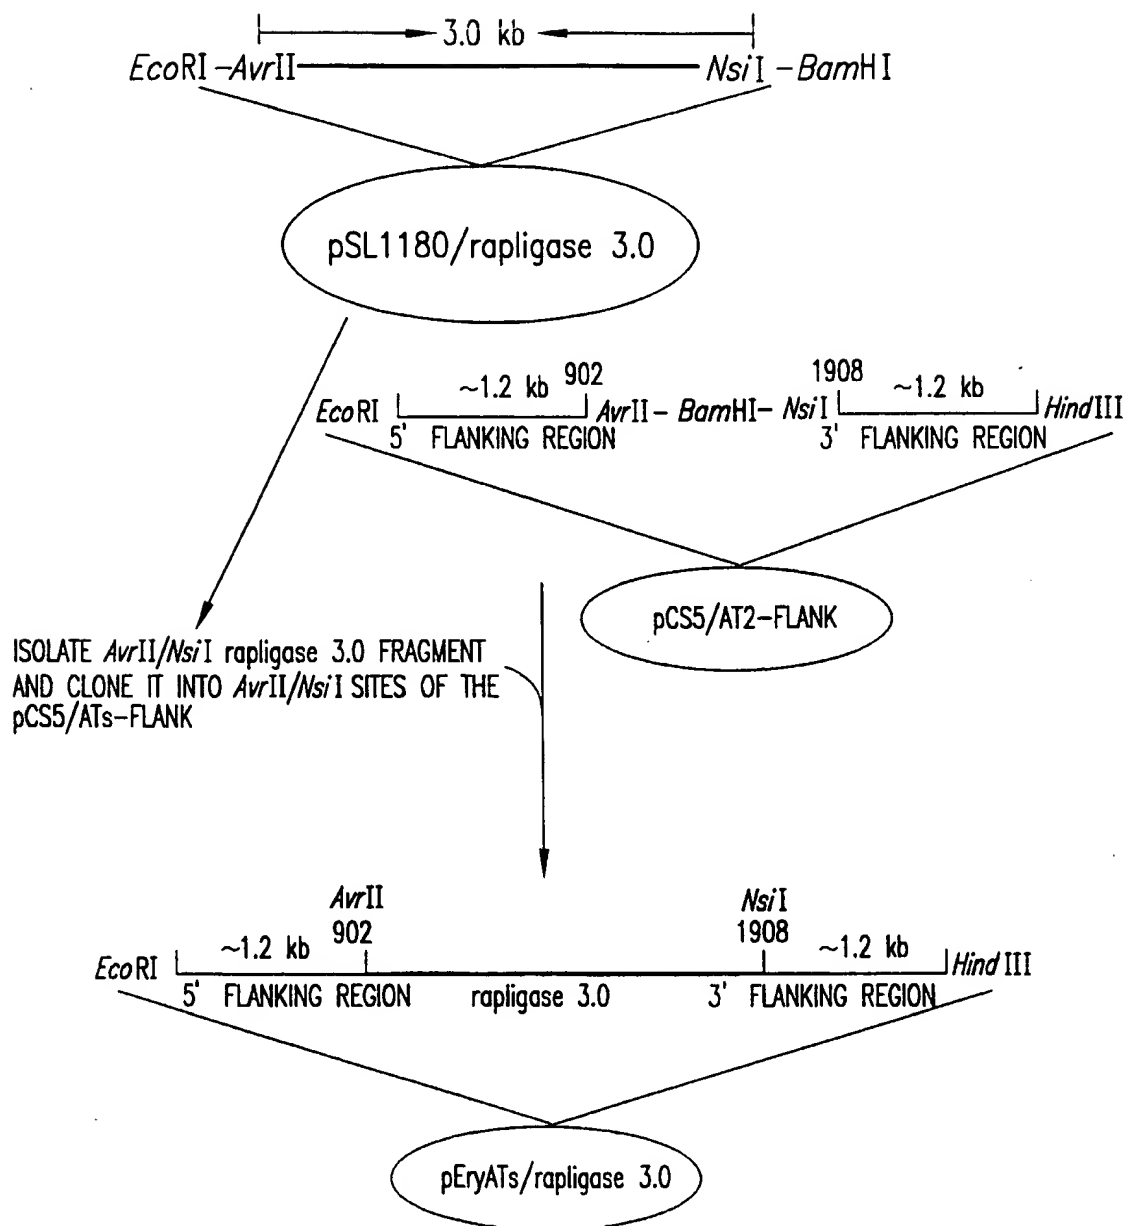 3.0 kb
EcoRI-AvrII NsiI-BamHI
pSL1180/rapligase 3.0
~1.2 kb 902 1908 ~1.2 kb
EcoRI AvrII-BamHI-NsiI HindIII
5' FLANKING REGION 3' FLANKING REGION
pCS5/AT2-FLANK
ISOLATE AvrII/NsiI rapligase 3.0 FRAGMENT
AND CLONE IT INTO AvrII/NsiI SITES OF THE
pCS5/ATs-FLANK
AvrII NsiI
~1.2 kb 902 1908 ~1.2 kb
EcoRI HindIII
5' FLANKING REGION rapligase 3.0 3' FLANKING REGION
pEryATs/rapligase 3.0